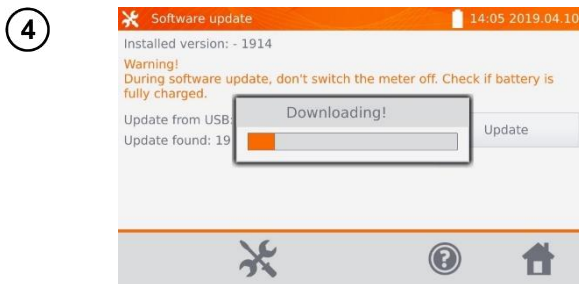 4
Software update
14:05 2019.04.10
Installed version: - 1914
Warning!
During software update, don't switch the meter off. Check if battery is
fully charged.
Downloading!
Update from USB:
Update found: 19
Update